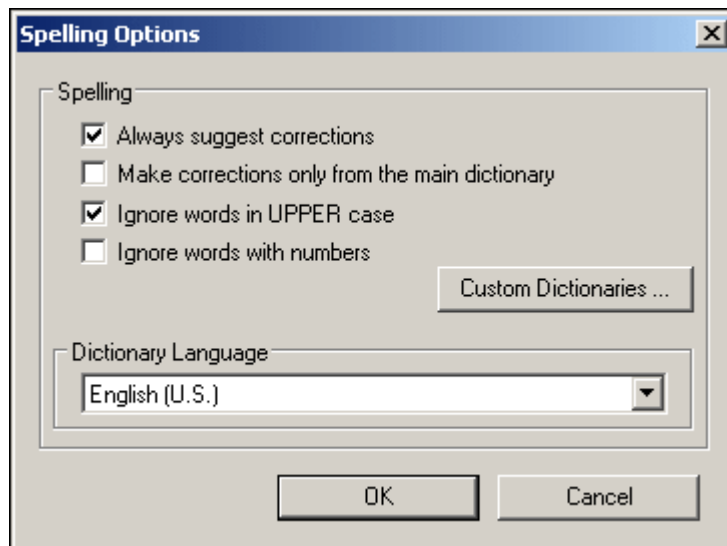 Spelling Options
Spelling
Always suggest corrections
Make corrections only from the main dictionary
Ignore words in UPPER case
Ignore words with numbers
Custom Dictionaries ...
Dictionary Language
English (U.S.)
OK Cancel